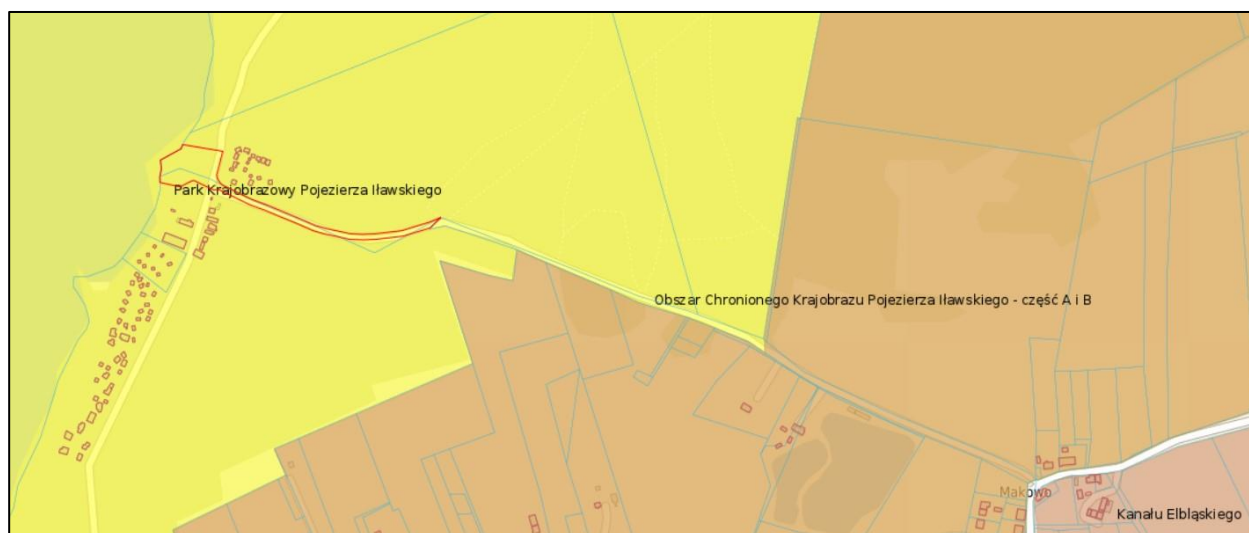 Park Krajobrazowy Pojezierza Iławskiego
Obszar Chronionego Krajobrazu Pojezierza Iławskiego - część A i B
Makowo
Kanału Elbląskiego